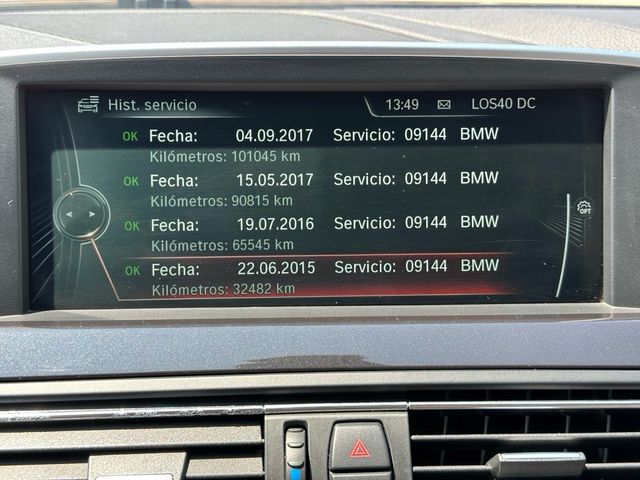 Hist. servicio 13:49 LOS40 DC
OK Fecha: 04.09.2017 Servicio: 09144 BMW
Kilómetros: 101045 km
OK Fecha: 15.05.2017 Servicio: 09144 BMW
Kilómetros: 90815 km
OK Fecha: 19.07.2016 Servicio: 09144 BMW
Kilómetros: 65545 km
OPT
OK Fecha: 22.06.2015 Servicio: 09144 BMW
Kilómetros: 32482 km